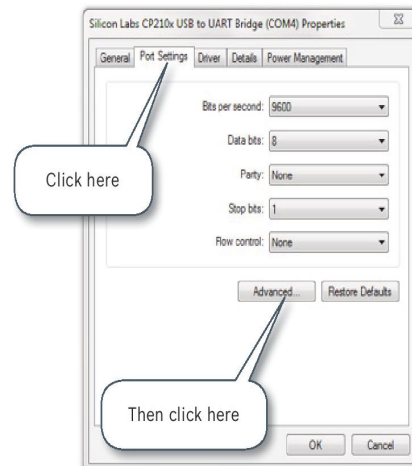 Silicon Labs CP210x USB to UART Bridge (COM4) Properties
General Port Settings Driver Details Power Management
Bits per second: 9600
Data bits: 8
Click here
Party: None
Stop bits: 1
Flow control: None
Advanced... Restore Defaults
Then click here
OK Cancel